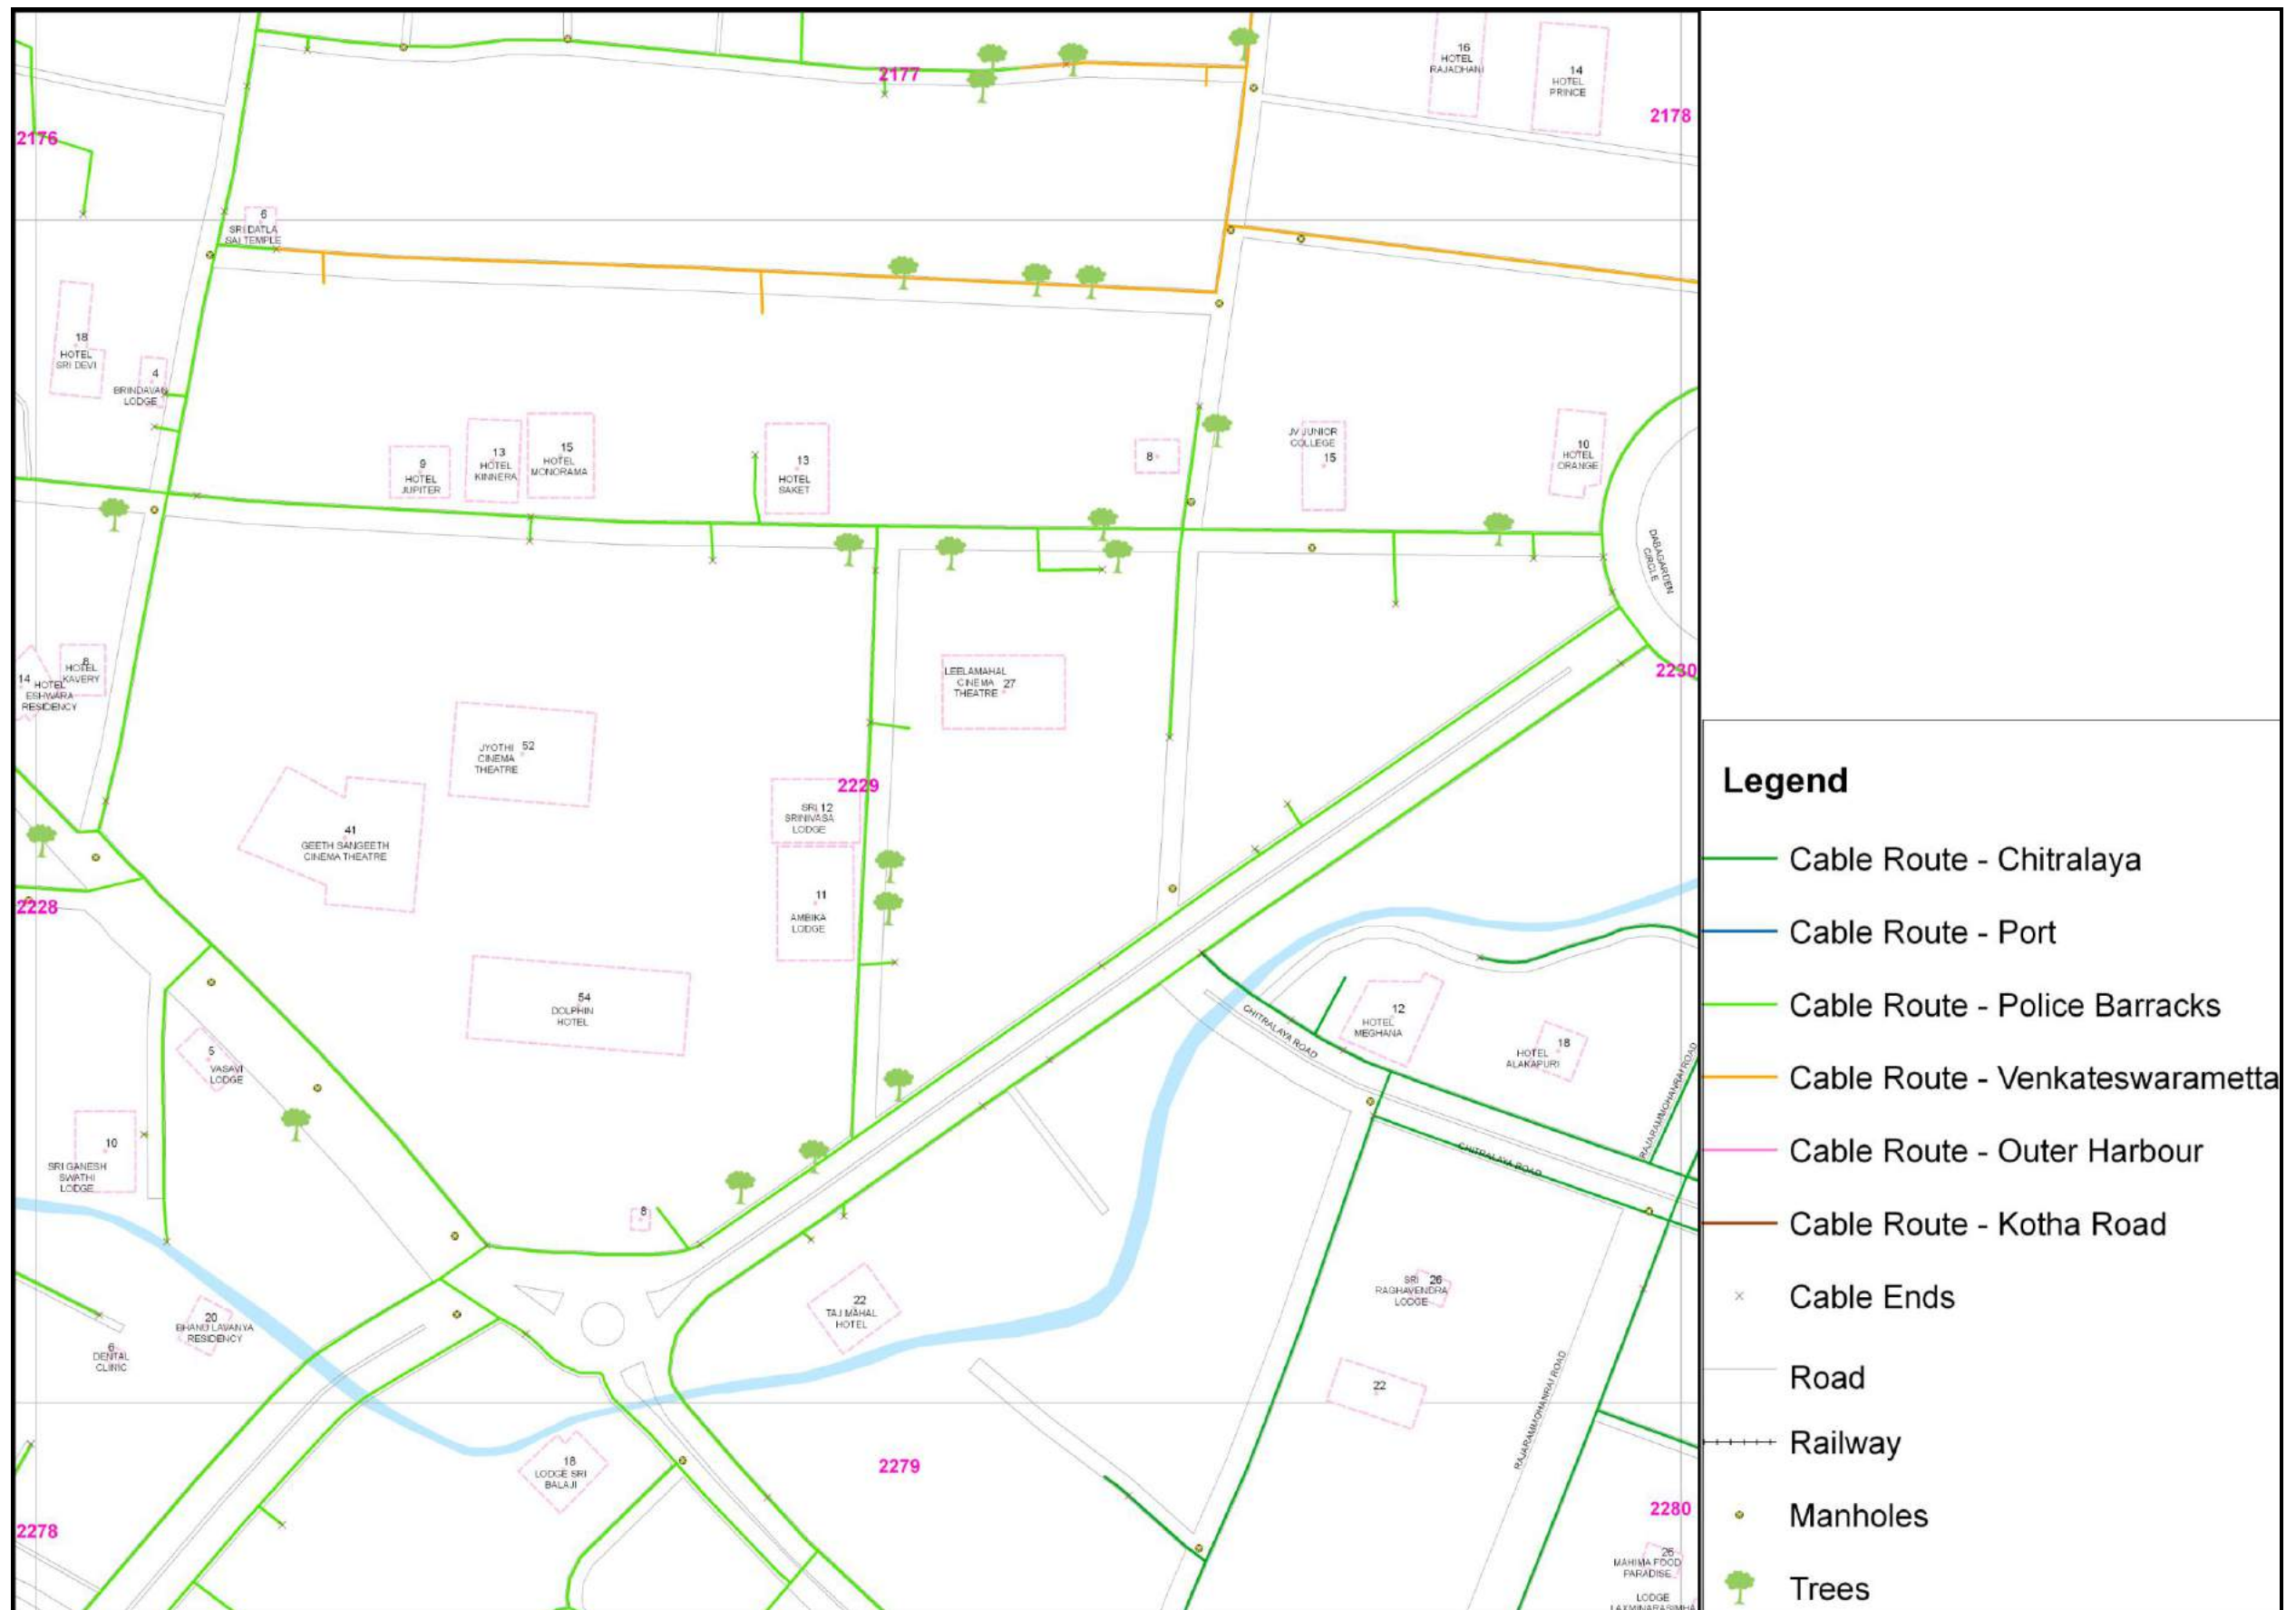 16
HOTEL
RAJADHANI
14
HOTEL
PRINCE
2177
2178
2176
6
SRI DATLA
SAI TEMPLE
18
HOTEL
SRI DEVI
4
BRINDAVAN
LODGE
9
HOTEL
JUPITER
13
HOTEL
KINNERA
15
HOTEL
MONORAMA
13
HOTEL
SAKET
8
JV JUNIOR
COLLEGE
15
10
HOTEL
ORANGE
DABAGARDEN
CIRCLE
8
HOTEL
KAVERY
14
HOTEL
ESHWARA
RESIDENCY
LEELAMAHAL
CINEMA 27
THEATRE
2230
JYOTHI 52
CINEMA
THEATRE
2229
SRI 12
SRINIVASA
LODGE
41
GEETH SANGEETH
CINEMA THEATRE
11
AMBIKA
LODGE
2228
54
DOLPHIN
HOTEL
5
VASAVI
LODGE
CHITRALAYA ROAD
12
HOTEL
MEGHANA
18
HOTEL
ALAKAPURI
RAJARAMMOHANRAI ROAD
10
SRI GANESH
SWATHI
LODGE
CHITRALAYA ROAD
8
20
BHANU LAVANYA
RESIDENCY
6
DENTAL
CLINIC
22
TAJ MAHAL
HOTEL
SRI 26
RAGHAVENDRA
LODGE
22
RAJARAMMOHANRAI ROAD
18
LODGE SRI
BALAJI
2279
2278
2280
26
MAHIMA FOOD
PARADISE
LODGE
LAXMINARASIMHA
Legend
Cable Route - Chitralaya
Cable Route - Port
Cable Route - Police Barracks
Cable Route - Venkateswarametta
Cable Route - Outer Harbour
Cable Route - Kotha Road
Cable Ends
Road
Railway
Manholes
Trees